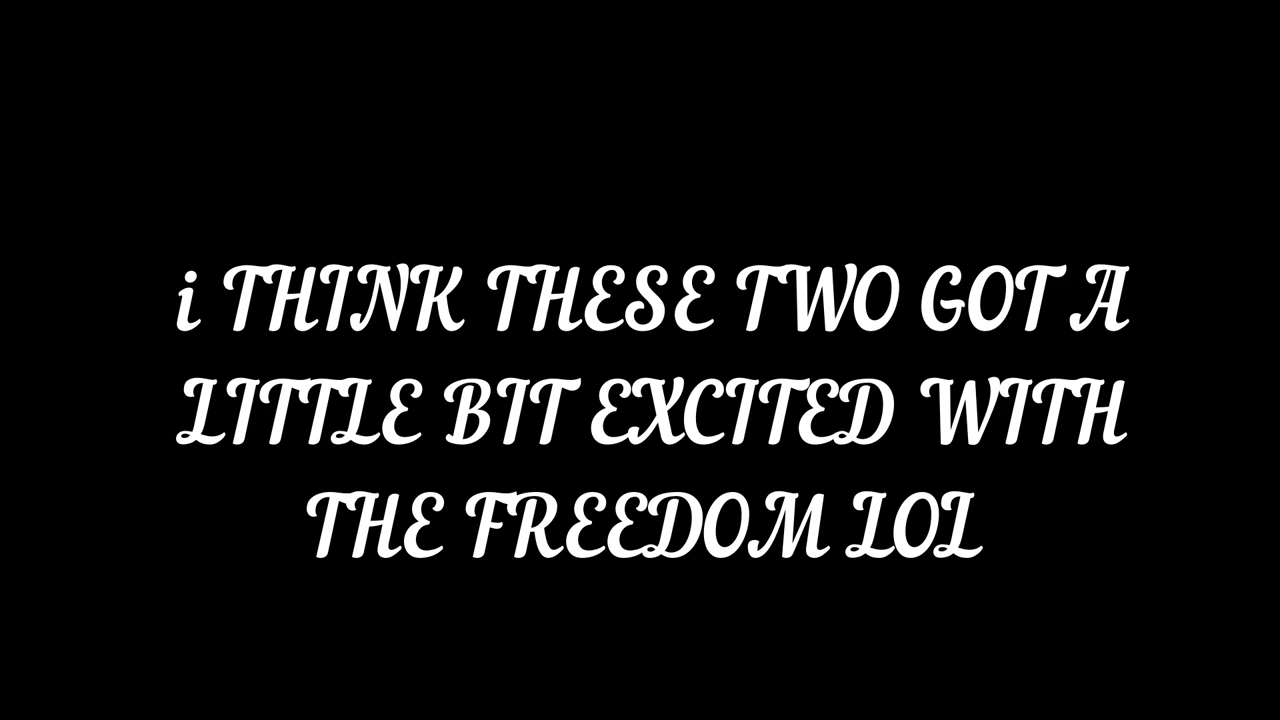 i THINK THESE TWO GOT A
LITTLE BIT EXCITED WITH
THE FREEDOM LOL